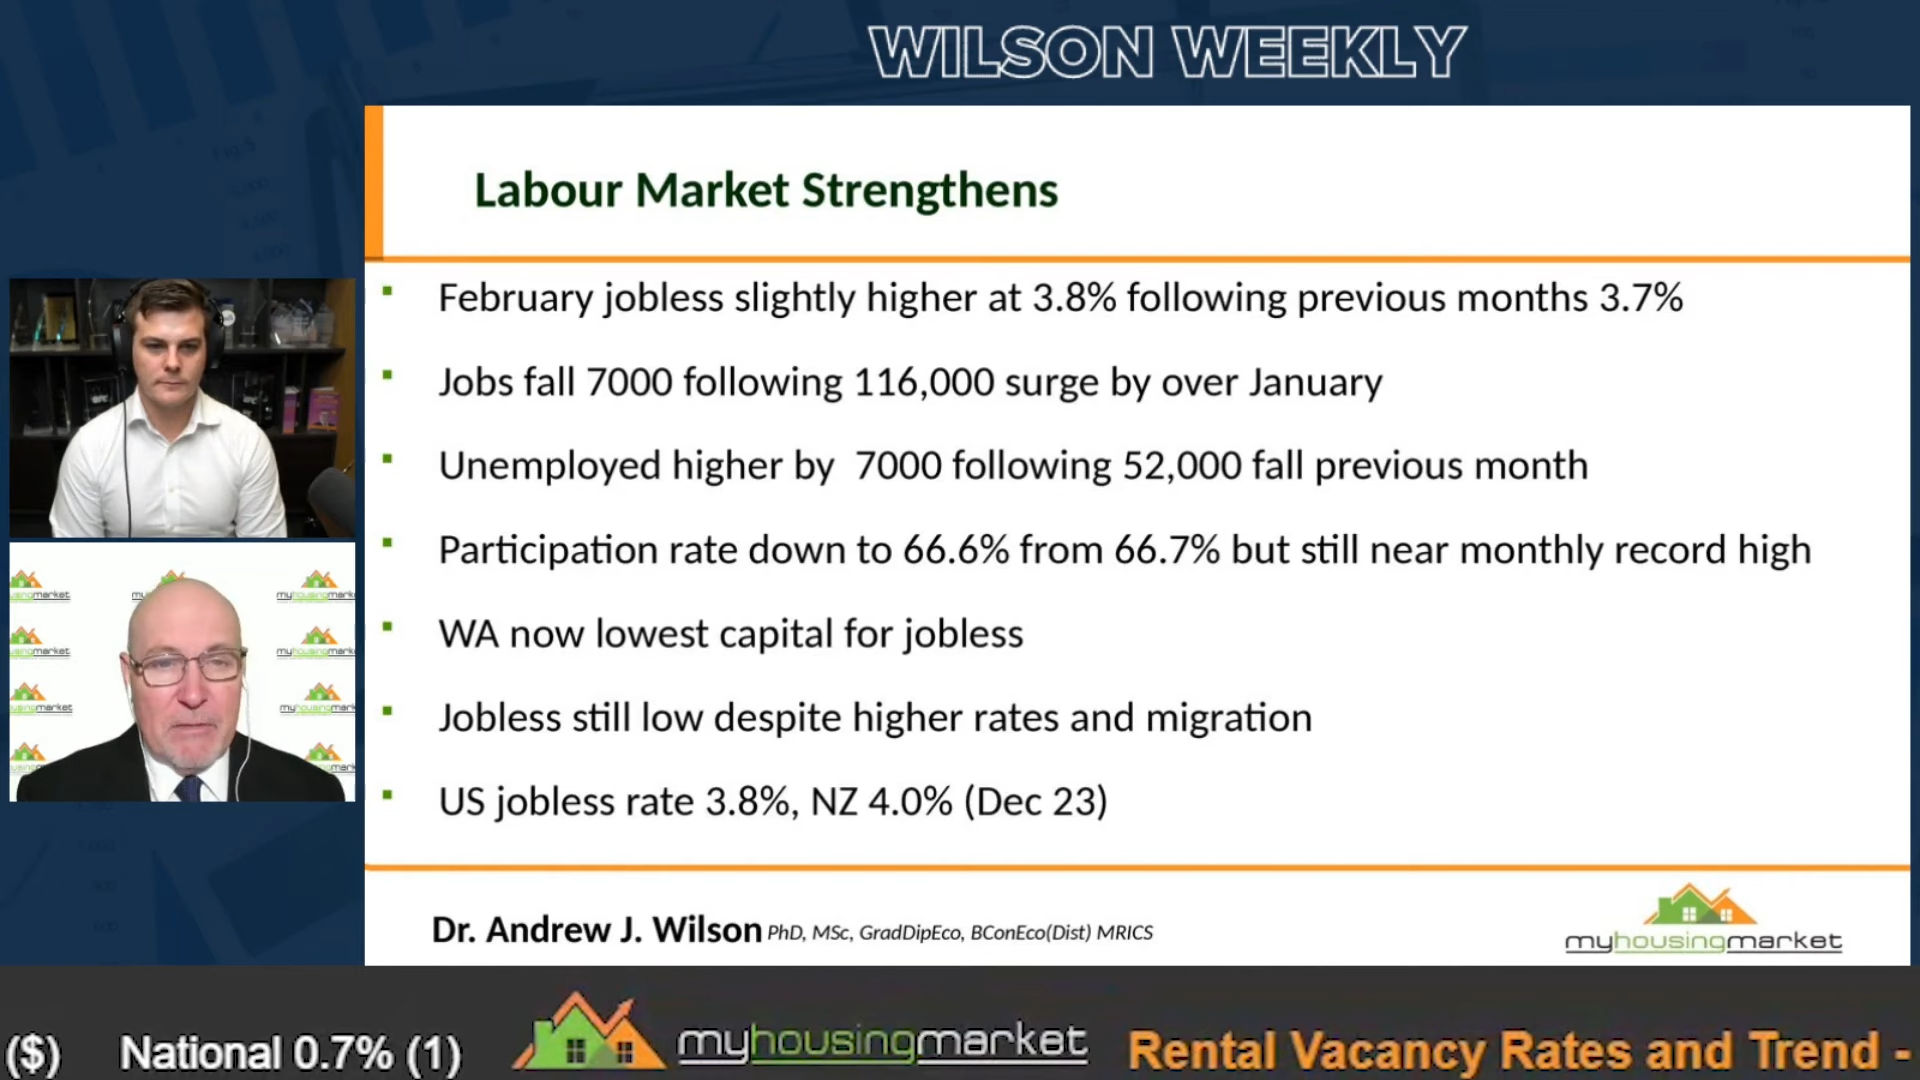 WILSON WEEKLY
Labour Market Strengthens
February jobless slightly higher at 3.8% following previous months 3.7%
Jobs fall 7000 following 116,000 surge by over January
Unemployed higher by  7000 following 52,000 fall previous month
Participation rate down to 66.6% from 66.7% but still near monthly record high
WA now lowest capital for jobless
Jobless still low despite higher rates and migration
US jobless rate 3.8%, NZ 4.0% (Dec 23)
Dr. Andrew J. Wilson PhD, MSc, GradDipEco, BConEco(Dist) MRICS
myhousingmarket
($) National 0.7% (1) myhousingmarket Rental Vacancy Rates and Trend -